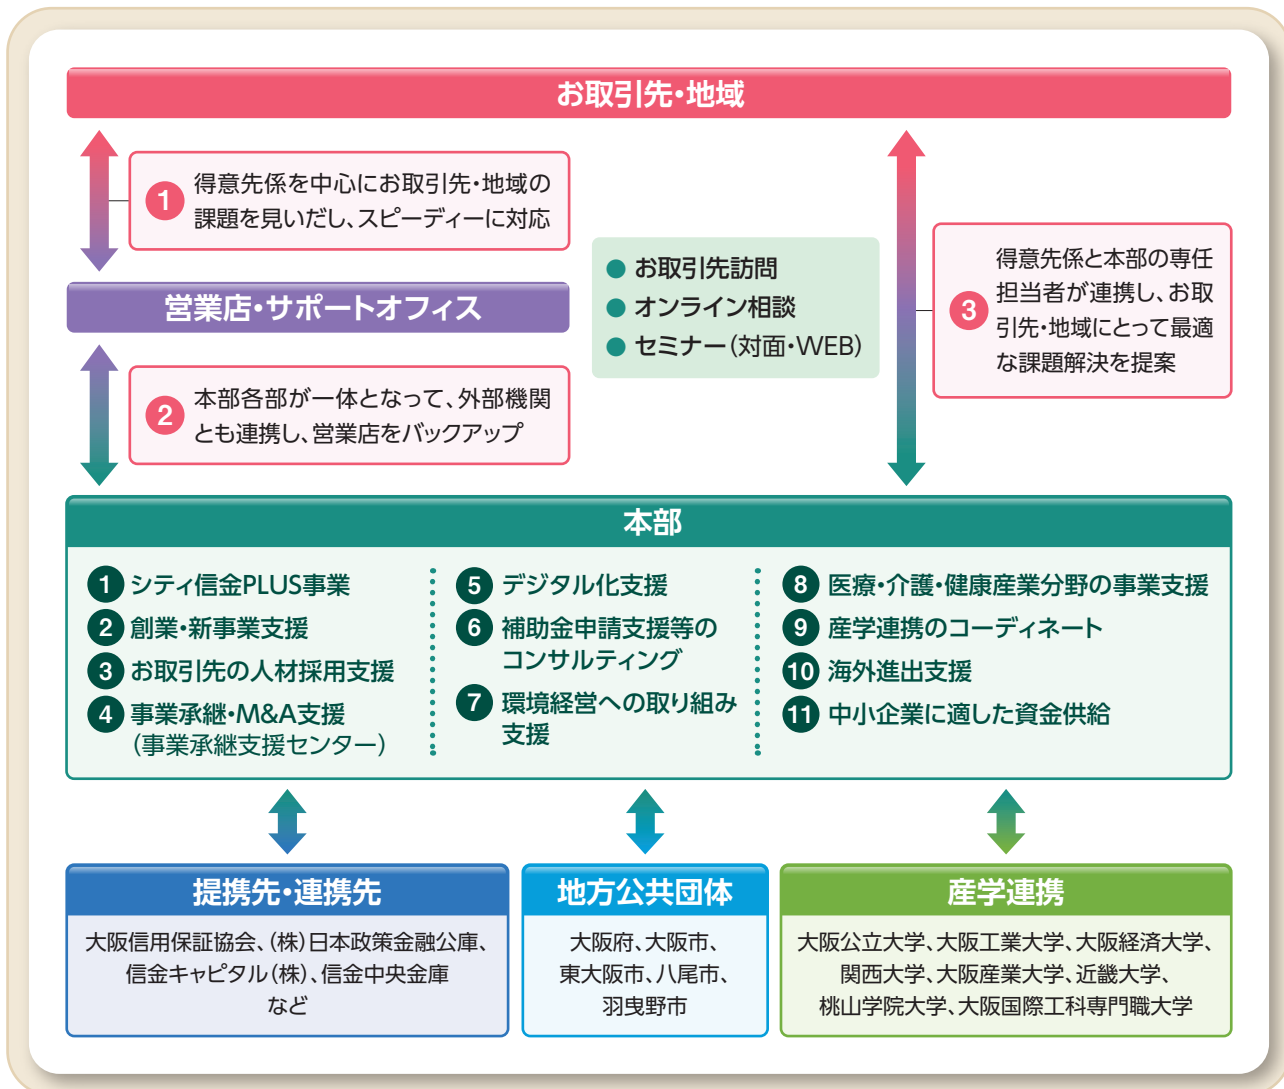 お取引先・地域
1 得意先係を中心にお取引先・地域の
課題を見いだし、スピーディーに対応
営業店・サポートオフィス
2 本部各部が一体となって、外部機関
とも連携し、営業店をバックアップ
● お取引先訪問
● オンライン相談
● セミナー(対面・WEB)
3 得意先係と本部の専任
担当者が連携し、お取
引先・地域にとって最適
な課題解決を提案
本部
1 シティ信金PLUS事業
2 創業・新事業支援
3 お取引先の人材採用支援
4 事業承継・M&A支援
(事業承継支援センター)
5 デジタル化支援
6 補助金申請支援等の
コンサルティング
7 環境経営への取り組み
支援
8 医療・介護・健康産業分野の事業支援
9 産学連携のコーディネート
10 海外進出支援
11 中小企業に適した資金供給
提携先・連携先
大阪信用保証協会、(株)日本政策金融公庫、
信金キャピタル(株)、信金中央金庫
など
地方公共団体
大阪府、大阪市、
東大阪市、八尾市、
羽曳野市
産学連携
大阪公立大学、大阪工業大学、大阪経済大学、
関西大学、大阪産業大学、近畿大学、
桃山学院大学、大阪国際工科専門職大学